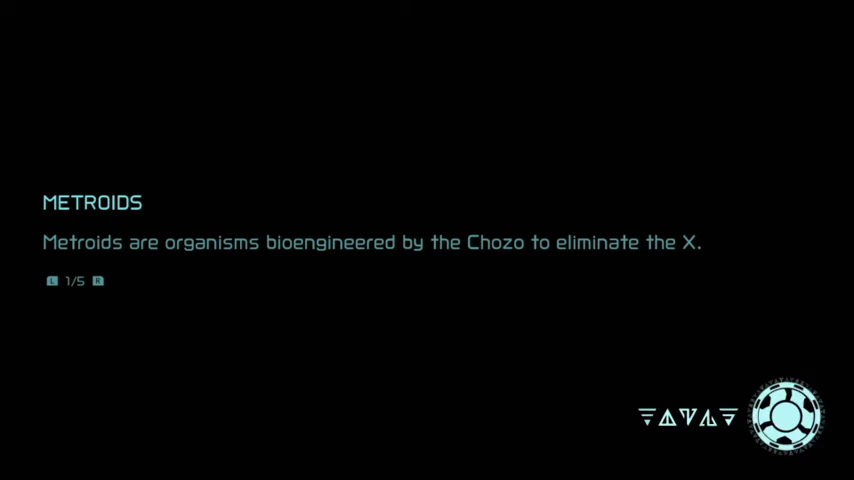 METROIDS
Metroids are organisms bioengineered by the Chozo to eliminate the X.
L 1/5 R